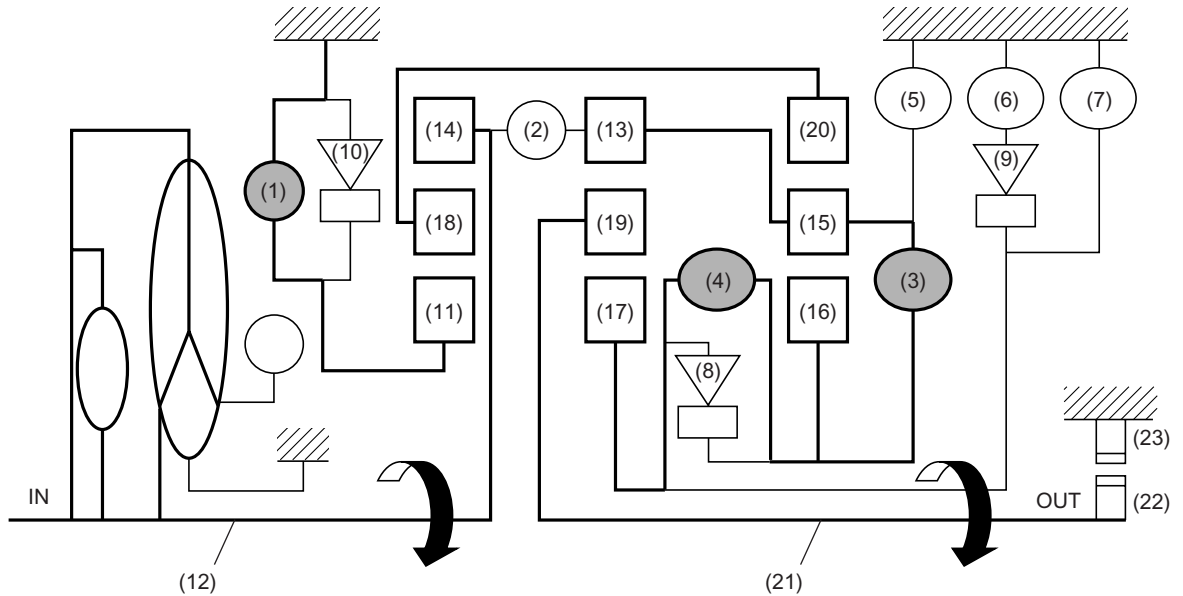 (5) (6) (7)
(14) (2) (13) (20)
(10) (9)
(1)
(18) (19) (15)
(4) (3)
(11) (17) (16)
(8)
(23)
IN OUT (22)
(12) (21)